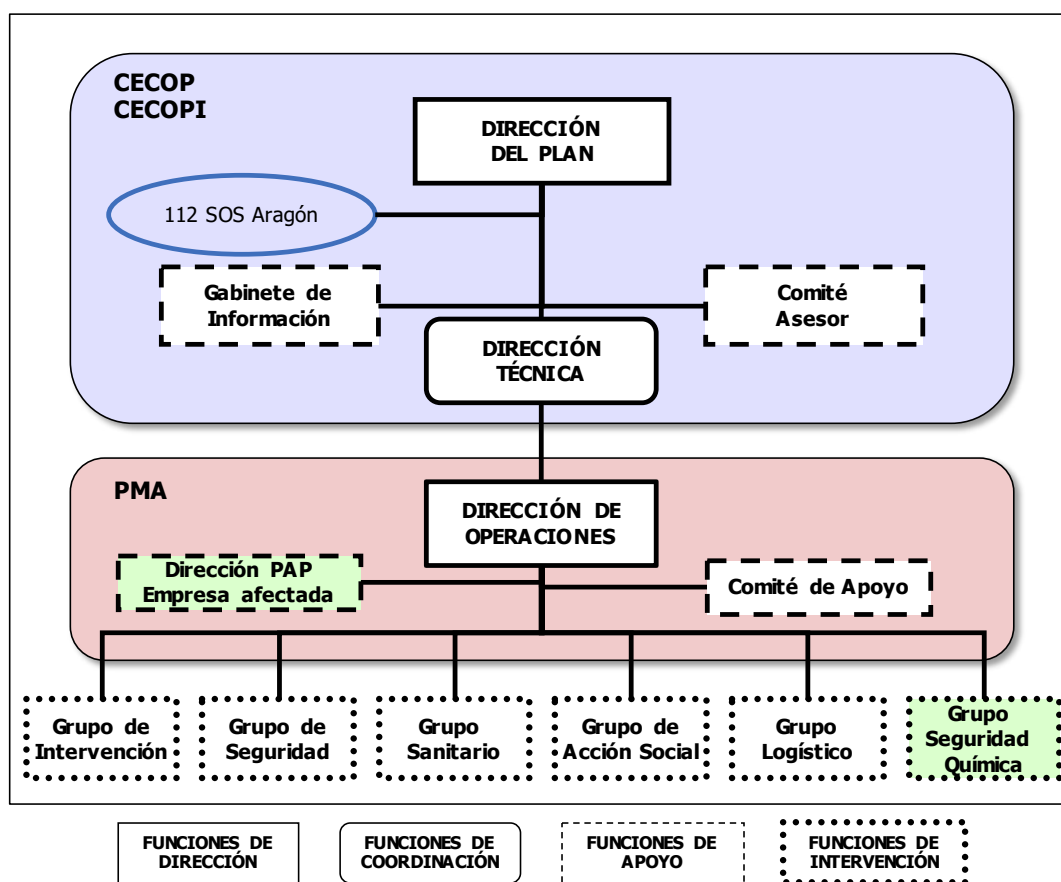 CECOP
CECOPI
DIRECCIÓN
DEL PLAN
112 SOS Aragón
Gabinete de
Información
Comité
Asesor
DIRECCIÓN
TÉCNICA
PMA
DIRECCIÓN DE
OPERACIONES
Dirección PAP
Empresa afectada
Comité de Apoyo
Grupo de
Intervención
Grupo de
Seguridad
Grupo
Sanitario
Grupo de
Acción Social
Grupo
Logístico
Grupo
Seguridad
Química
FUNCIONES DE
DIRECCIÓN
FUNCIONES DE
COORDINACIÓN
FUNCIONES DE
APOYO
FUNCIONES DE
INTERVENCIÓN